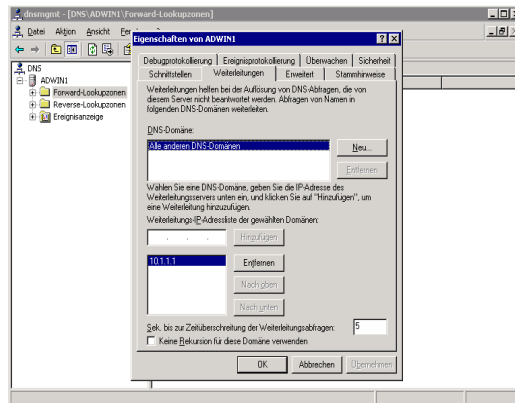 dnsmgmt - [DNS\ADWIN1\Forward-Lookupzonen]
Datei Aktion Ansicht
DNS
ADWIN1
Forward-Lookupzonen
Reverse-Lookupzonen
Ereignisanzeige
Eigenschaften von ADWIN1
Debugprotokollierung Ereignisprotokollierung Überwachen Sicherheit
Schnittstellen Weiterleitungen Erweitert Stammhinweise
Weiterleitungen helfen bei der Auflösung von DNS-Abfragen, die von
diesem Server nicht beantwortet werden. Abfragen von Namen in
folgenden DNS-Domänen weiterleiten.
DNS-Domäne:
Alle anderen DNS-Domänen
Neu...
Entfernen
Wählen Sie eine DNS-Domäne, geben Sie die IP-Adresse des
Weiterleitungsservers unten ein, und klicken Sie auf "Hinzufügen", um
eine Weiterleitung hinzuzufügen.
Weiterleitungs-IP-Adressliste der gewählten Domänen:
. . .
Hinzufügen
10.1.1.1
Entfernen
Nach oben
Nach unten
Sek. bis zur Zeitüberschreitung der Weiterleitungsabfragen:
5
Keine Rekursion für diese Domäne verwenden
OK Abbrechen Übernehmen